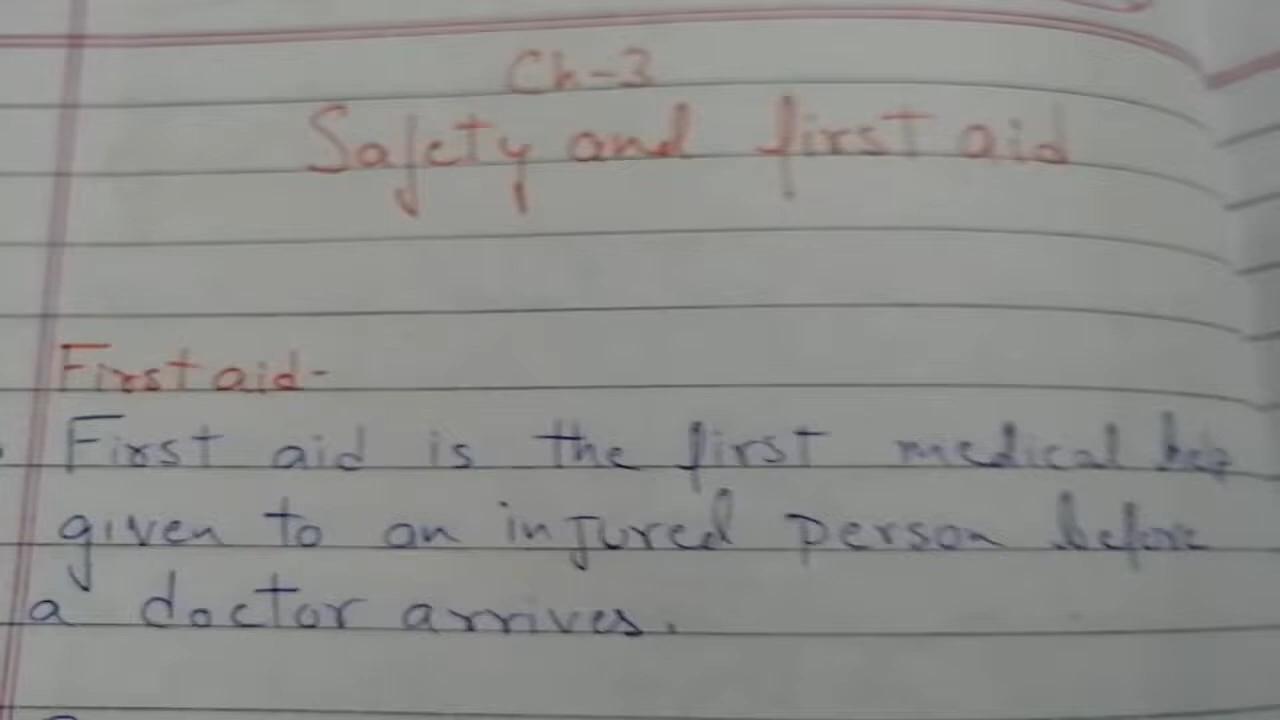 Ch-3
Safety and first aid
First aid-
First aid is the first medical
given to an injured person before
a doctor arrives.